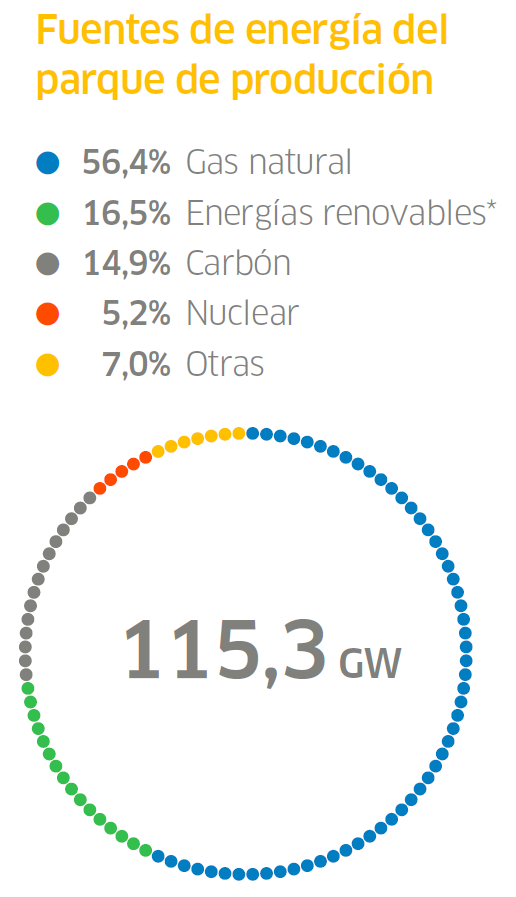 Fuentes de energía del
parque de producción
56,4% Gas natural
16,5% Energías renovables*
14,9% Carbón
5,2% Nuclear
7,0% Otras
115,3 GW